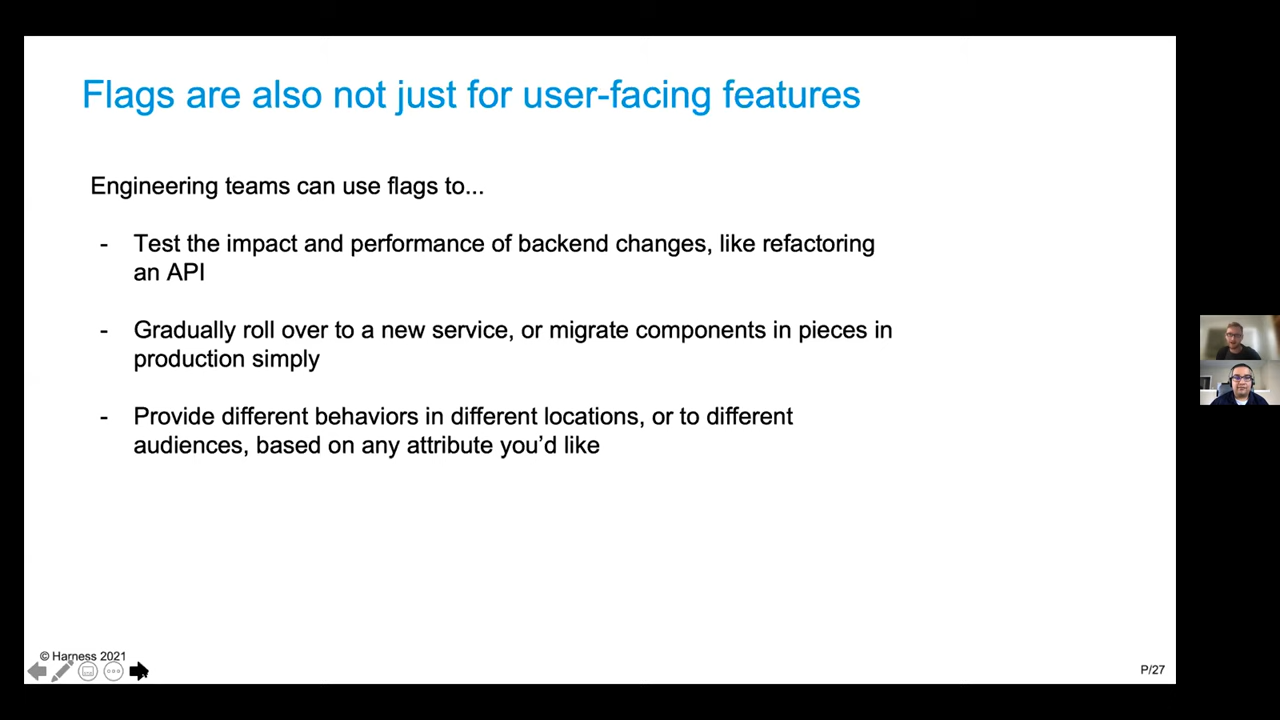 Flags are also not just for user-facing features
Engineering teams can use flags to...
- Test the impact and performance of backend changes, like refactoring
an API
- Gradually roll over to a new service, or migrate components in pieces in
production simply
- Provide different behaviors in different locations, or to different
audiences, based on any attribute you’d like
© Harness 2021
P/27